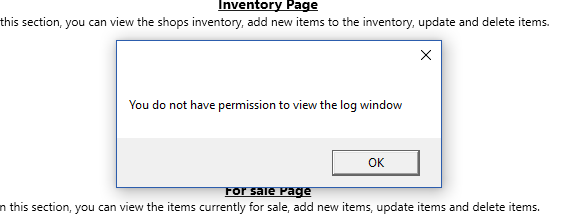 Inventory Page
this section, you can view the shops inventory, add new items to the inventory, update and delete items.
You do not have permission to view the log window
OK
For sale Page
n this section, you can view the items currently for sale, add new items, update items and delete items.